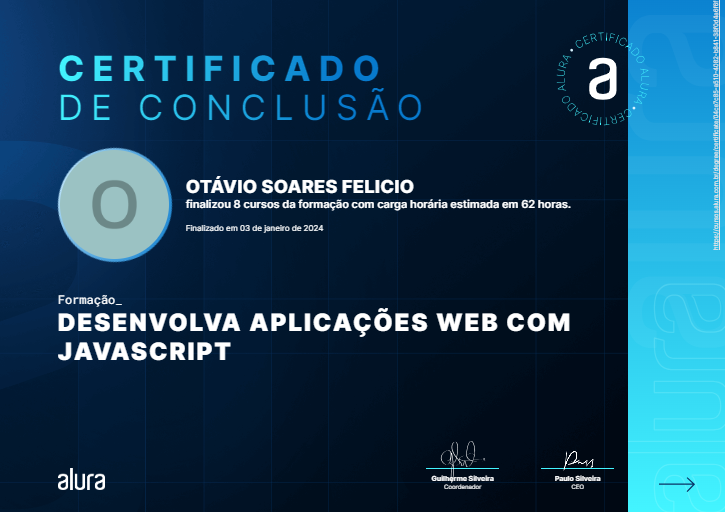 CERTIFICADO
DE CONCLUSÃO
• CERTIFICADO ALURA • CERTIFICADO ALURA
a
O
OTÁVIO SOARES FELICIO
finalizou 8 cursos da formação com carga horária estimada em 62 horas.
Finalizado em 03 de janeiro de 2024
Formação_
DESENVOLVA APLICAÇÕES WEB COM
JAVASCRIPT
alura
Guilherme Silveira
Coordenador
Paulo Silveira
CEO
alura